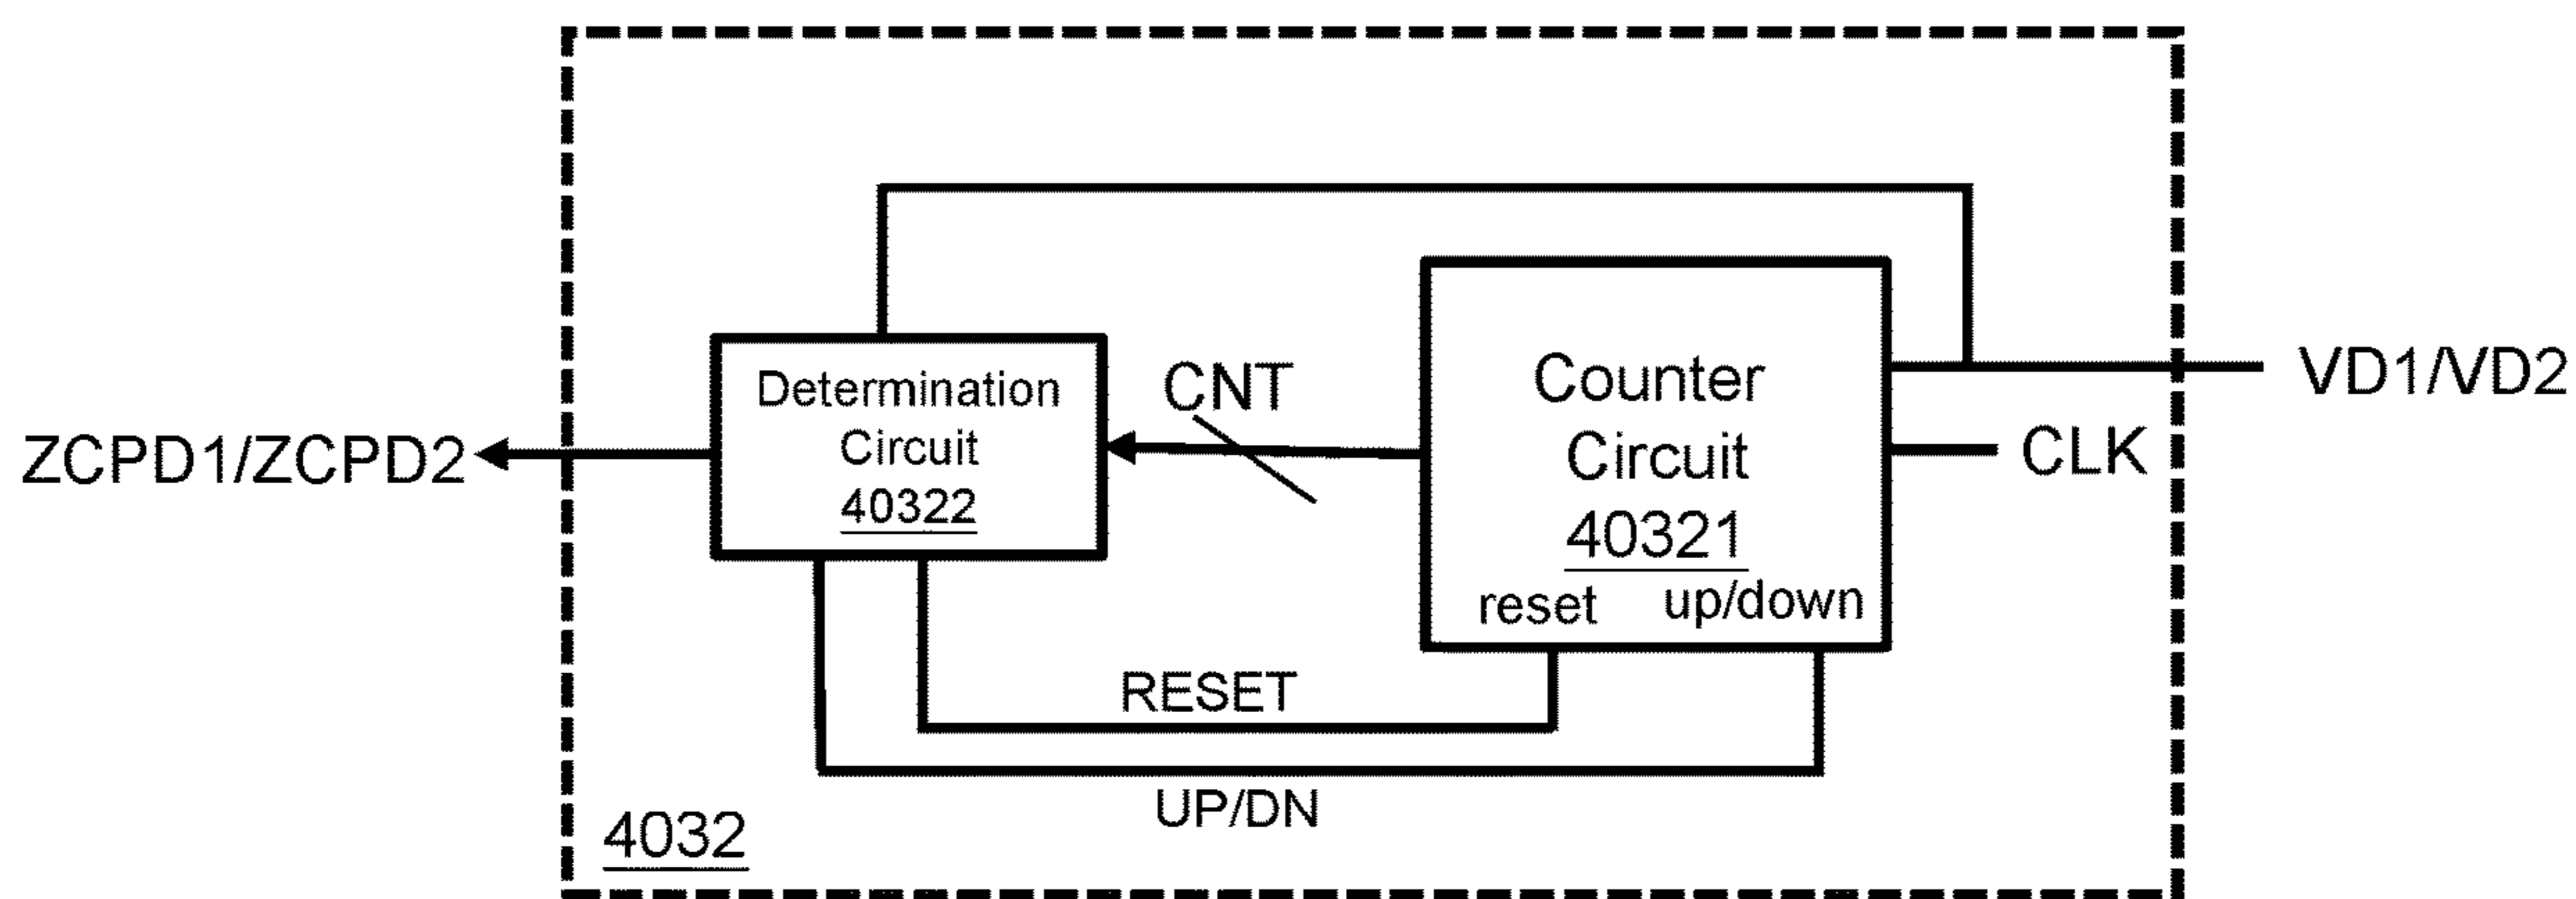 Determination
Circuit
40322
CNT
Counter
Circuit
40321
reset up/down
VD1/VD2
CLK
ZCPD1/ZCPD2
RESET
UP/DN
4032